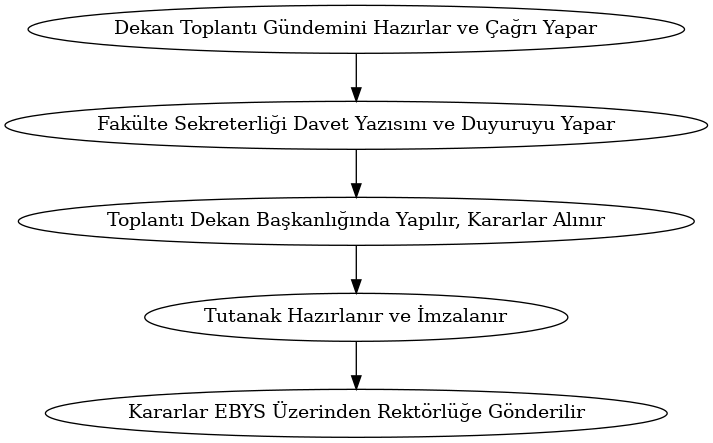 Dekan Toplantı Gündemini Hazırlar ve Çağrı Yapar
Fakülte Sekreterliği Davet Yazısını ve Duyuruyu Yapar
Toplantı Dekan Başkanlığında Yapılır, Kararlar Alınır
Tutanak Hazırlanır ve İmzalanır
Kararlar EBYS Üzerinden Rektörlüğe Gönderilir